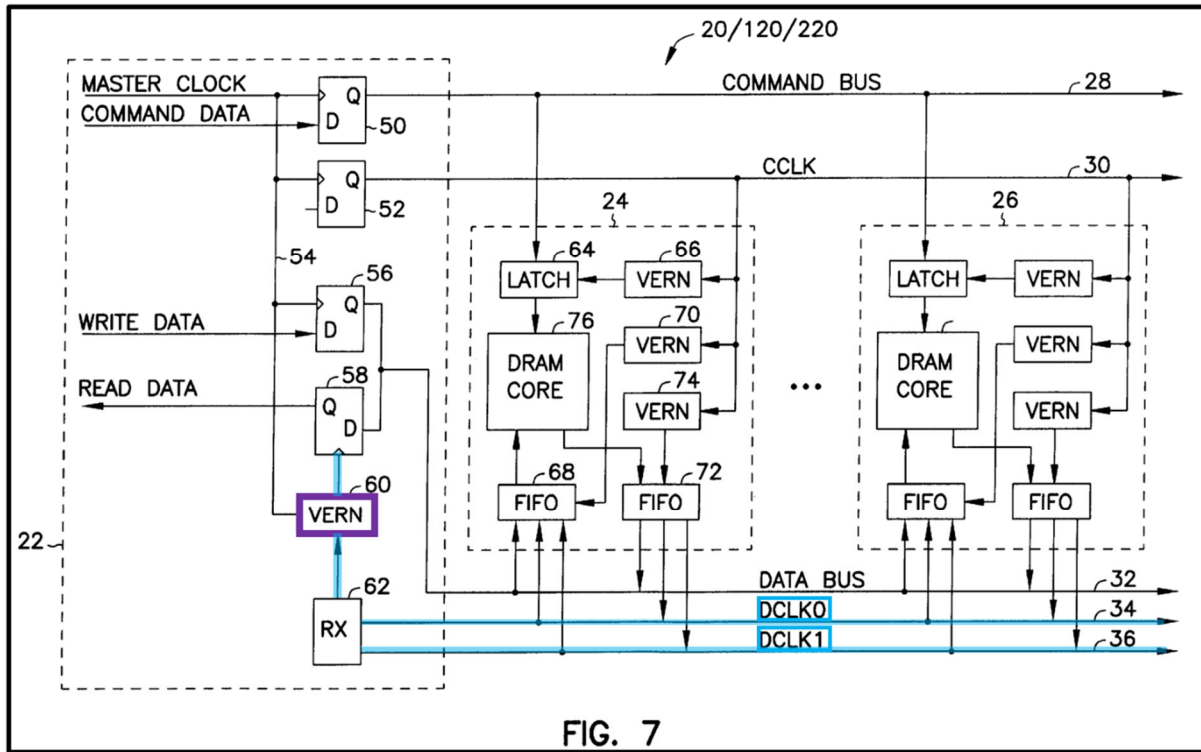 20/120/220
MASTER CLOCK
COMMAND DATA
Q
D
50
COMMAND BUS
28
Q
D
52
CCLK
30
54
24
26
56
Q
D
WRITE DATA
64
LATCH
66
VERN
LATCH
VERN
76
DRAM
CORE
70
VERN
DRAM
CORE
VERN
READ DATA
58
Q
D
74
VERN
•••
VERN
60
VERN
68
FIFO
72
FIFO
FIFO
FIFO
22
62
RX
DATA BUS
32
DCLK0
34
DCLK1
36
FIG. 7